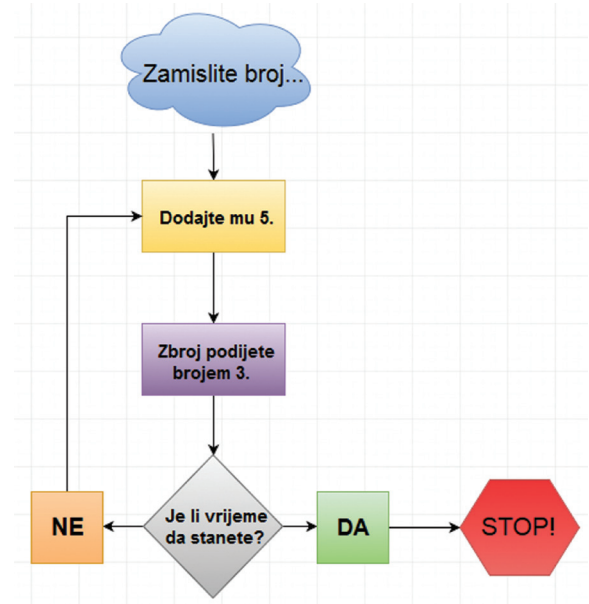 Zamislite broj...
Dodajte mu 5.
Zbroj podijete
brojem 3.
Je li vrijeme
da stanete?
NE
DA
STOP!